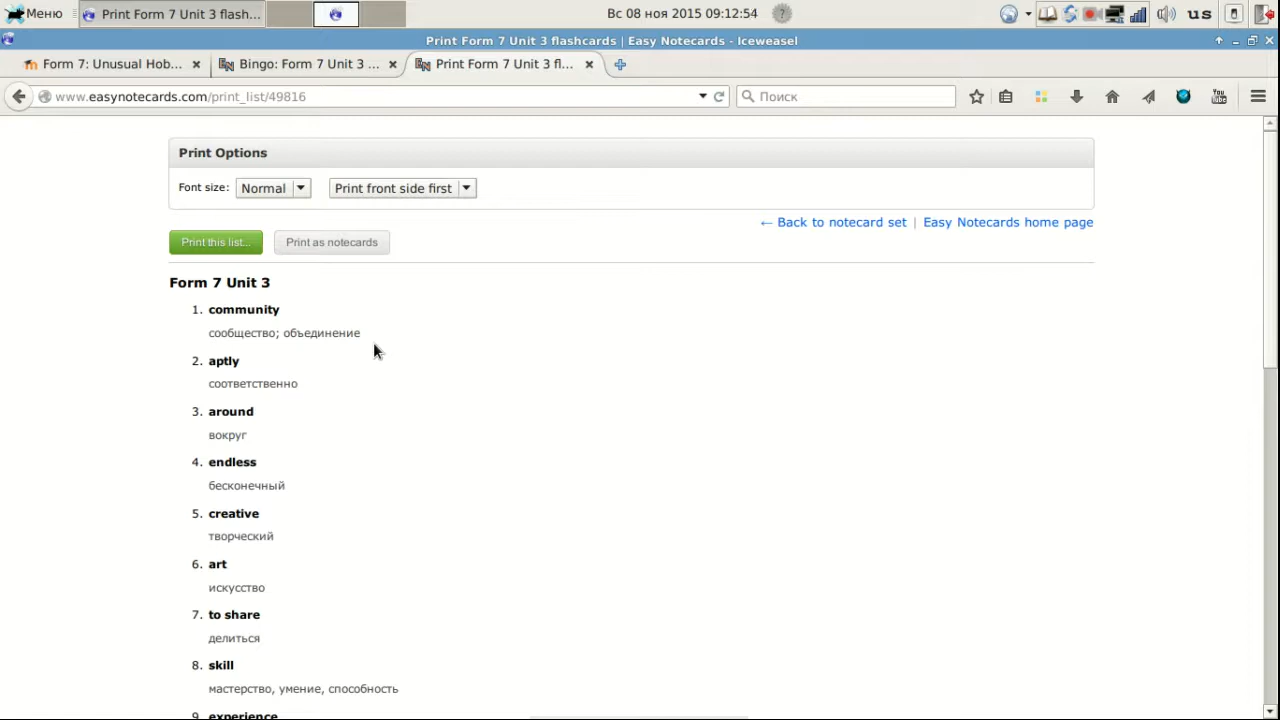 Меню
Print Form 7 Unit 3 flash...
Вс 08 ноя 2015 09:12:54
?
us
Print Form 7 Unit 3 flashcards | Easy Notecards - Iceweasel
Form 7: Unusual Hob...
Bingo: Form 7 Unit 3 ...
Print Form 7 Unit 3 fl...
www.easynotecards.com/print_list/49816
Поиск
You Tube
Print Options
Font size: Normal Print front side first
← Back to notecard set | Easy Notecards home page
Print this list... Print as notecards
Form 7 Unit 3
1. community
сообщество; объединение
2. aptly
соответственно
3. around
вокруг
4. endless
бесконечный
5. creative
творческий
6. art
искусство
7. to share
делиться
8. skill
мастерство, умение, способность
9. experience